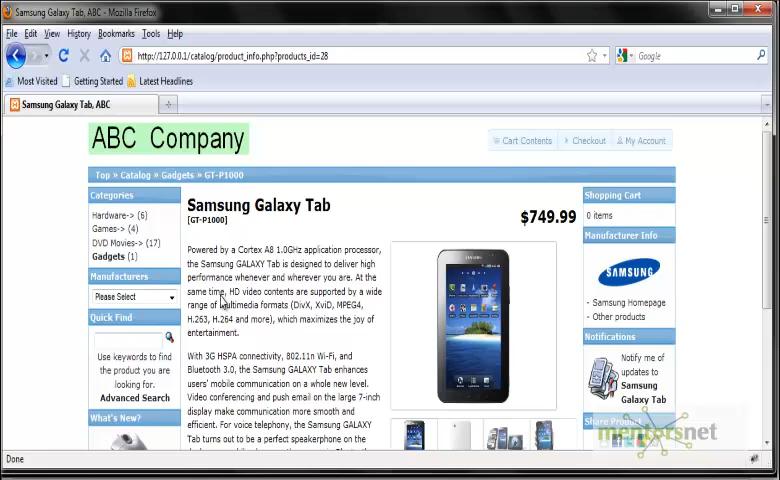 Samsung Galaxy Tab, ABC - Mozilla Firefox
File Edit View History Bookmarks Tools Help
http://127.0.0.1/catalog/product_info.php?products_id=28
Google
Most Visited Getting Started Latest Headlines
Samsung Galaxy Tab, ABC
ABC Company
Cart Contents Checkout My Account
Top » Catalog » Gadgets » GT-P1000
Categories
Hardware-> (6)
Games-> (4)
DVD Movies-> (17)
Gadgets (1)
Manufacturers
Please Select
Quick Find
Use keywords to find
the product you are
looking for.
Advanced Search
What's New?
Samsung Galaxy Tab
[GT-P1000]
$749.99
Powered by a Cortex A8 1.0GHz application processor,
the Samsung GALAXY Tab is designed to deliver high
performance whenever and wherever you are. At the
same time, HD video contents are supported by a wide
range of multimedia formats (DivX, XviD, MPEG4,
H.263, H.264 and more), which maximizes the joy of
entertainment.
With 3G HSPA connectivity, 802.11n Wi-Fi, and
Bluetooth 3.0, the Samsung GALAXY Tab enhances
users' mobile communication on a whole new level.
Video conferencing and push email on the large 7-inch
display make communication more smooth and
efficient. For voice telephony, the Samsung GALAXY
Tab turns out to be a perfect speakerphone on the
Shopping Cart
0 items
Manufacturer Info
SAMSUNG
- Samsung Homepage
- Other products
Notifications
Notify me of
updates to
Samsung
Galaxy Tab
Share Product
mentorsnet
Done